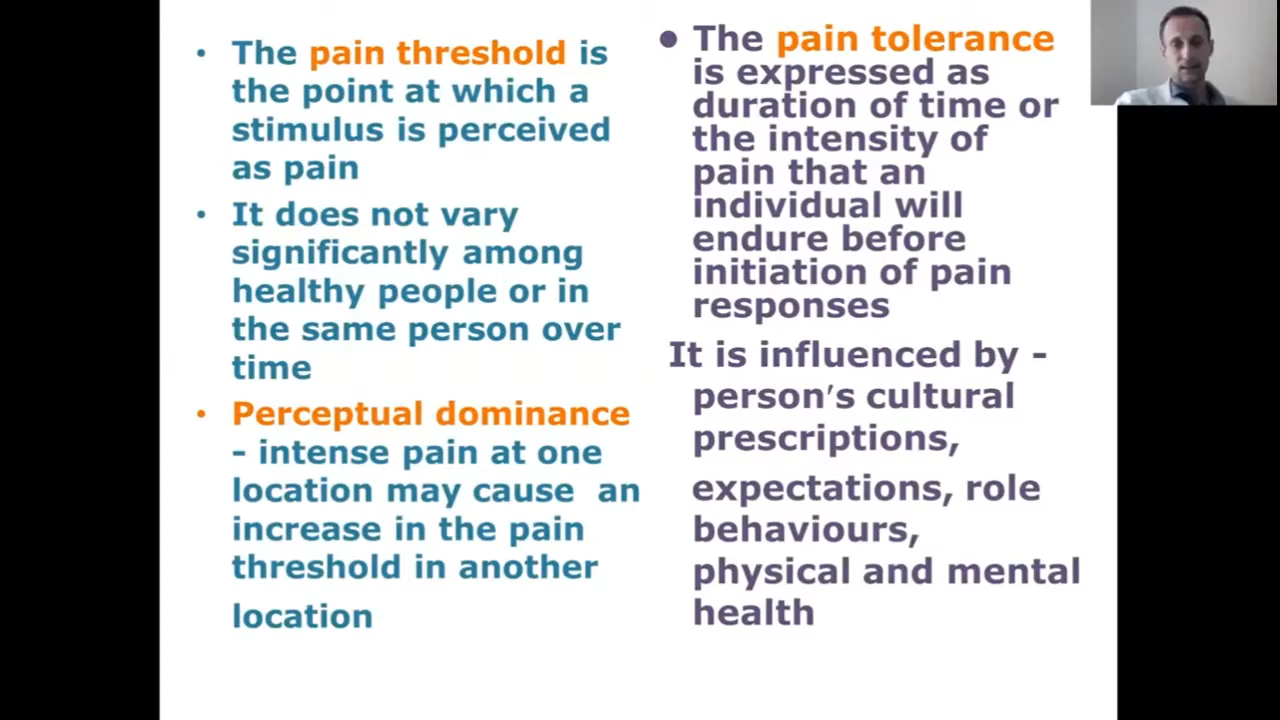 • The pain threshold is
the point at which a
stimulus is perceived
as pain
• It does not vary
significantly among
healthy people or in
the same person over
time
• Perceptual dominance
- intense pain at one
location may cause an
increase in the pain
threshold in another
location
• The pain tolerance
is expressed as
duration of time or
the intensity of
pain that an
individual will
endure before
initiation of pain
responses
It is influenced by -
person's cultural
prescriptions,
expectations, role
behaviours,
physical and mental
health